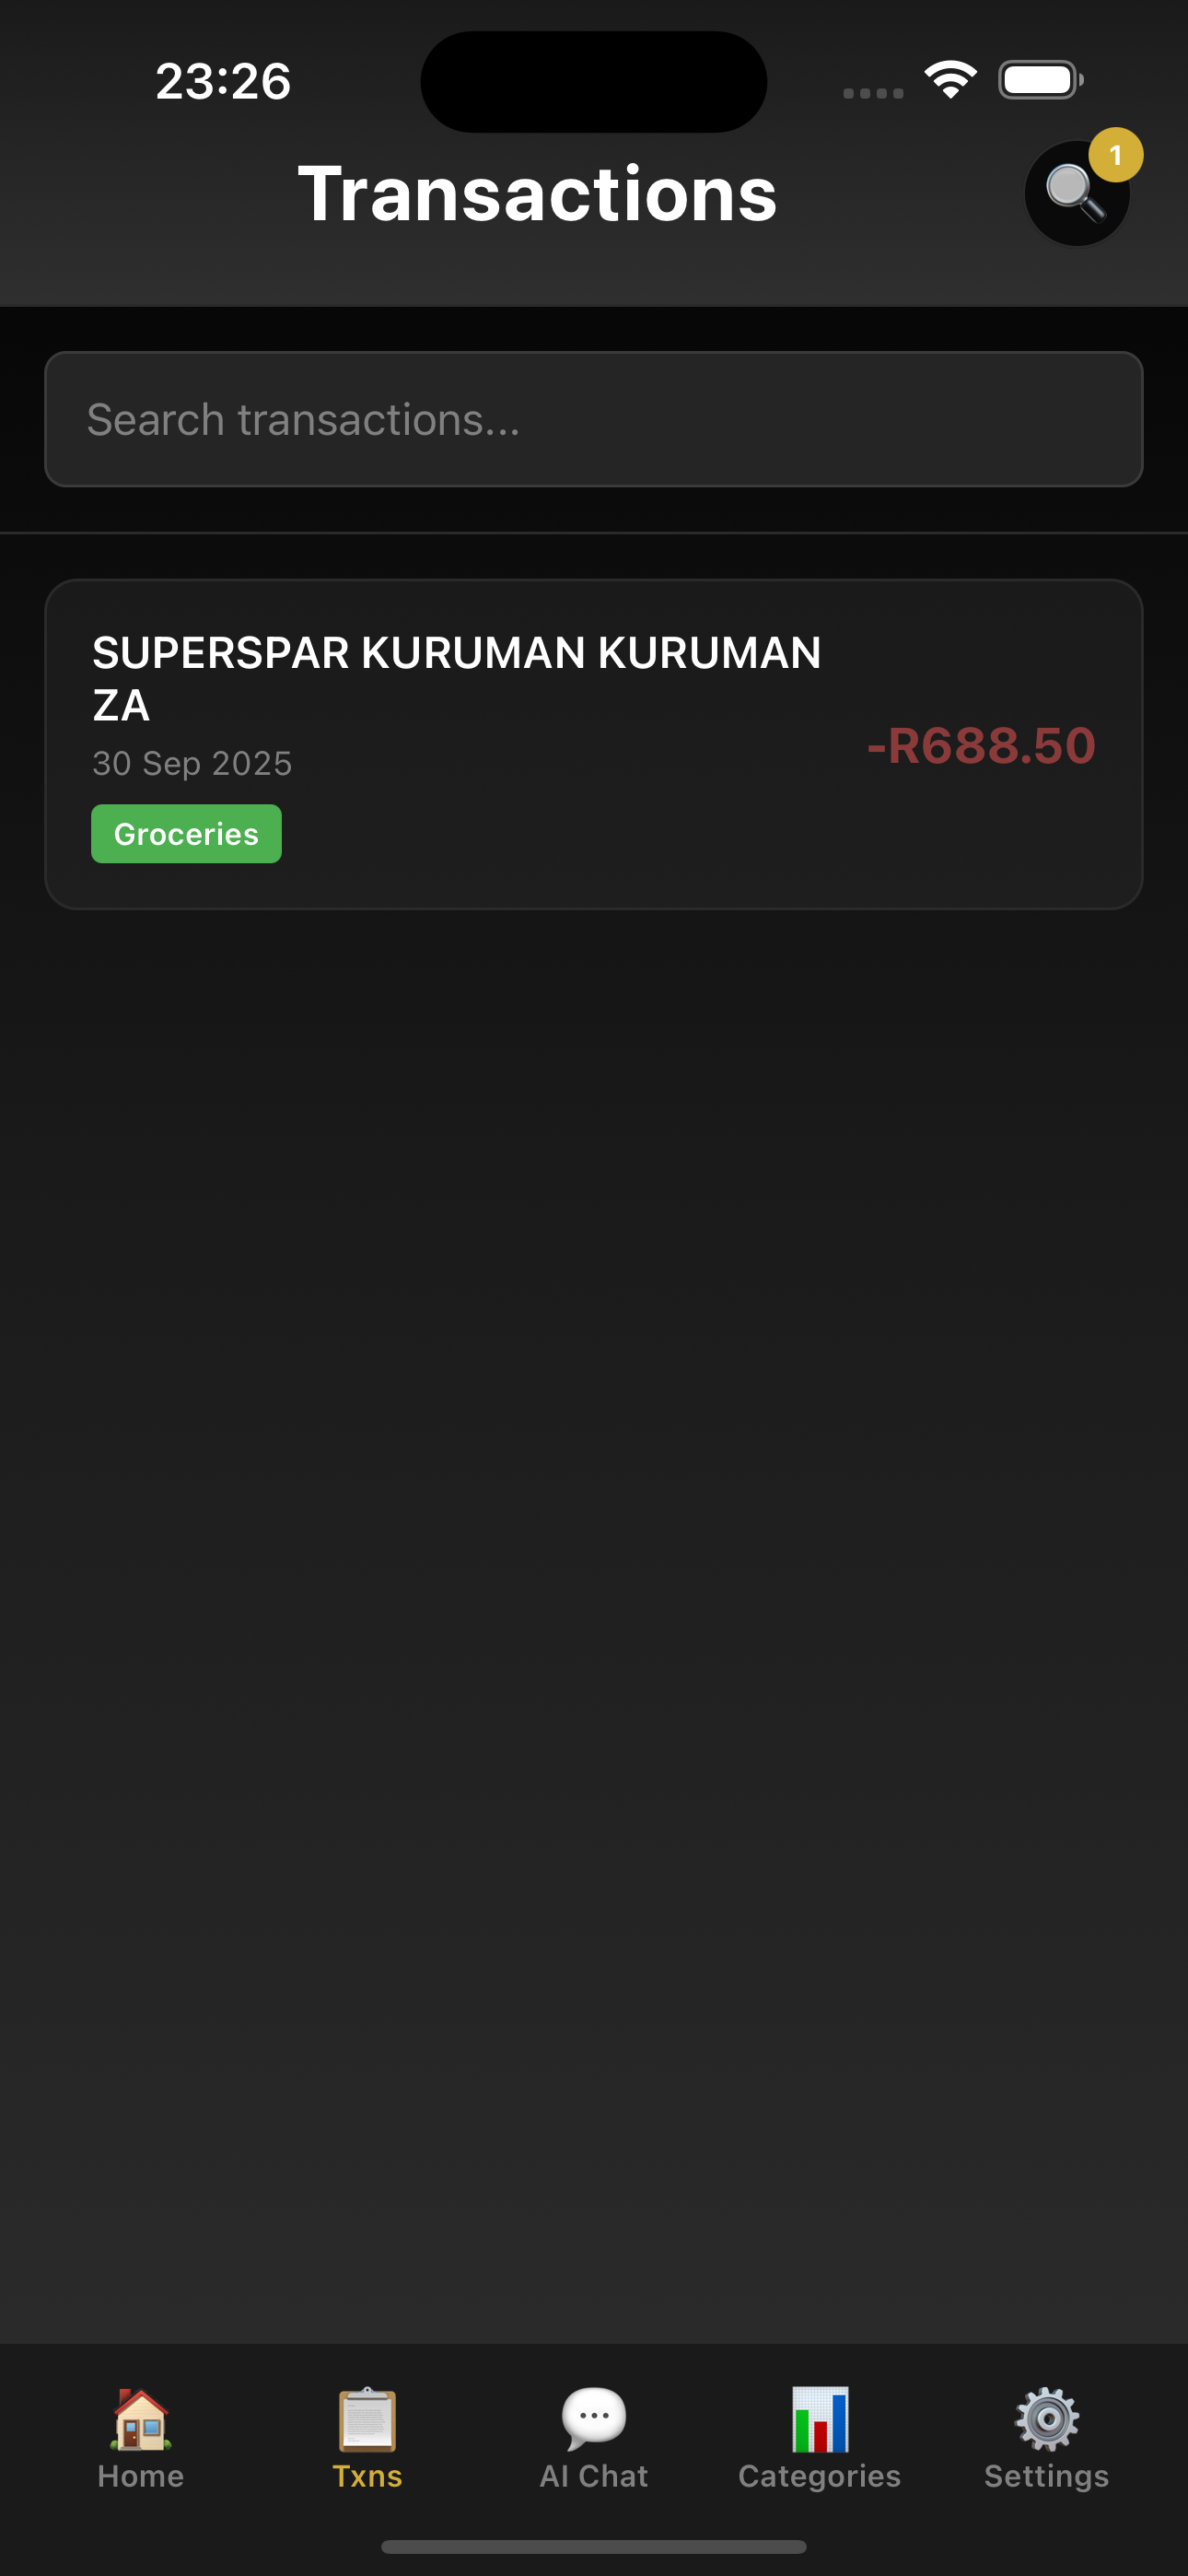 23:26
Transactions
1
Search transactions...
SUPERSPAR KURUMAN KURUMAN
ZA
30 Sep 2025
-R688.50
Groceries
Home
Txns
AI Chat
Categories
Settings